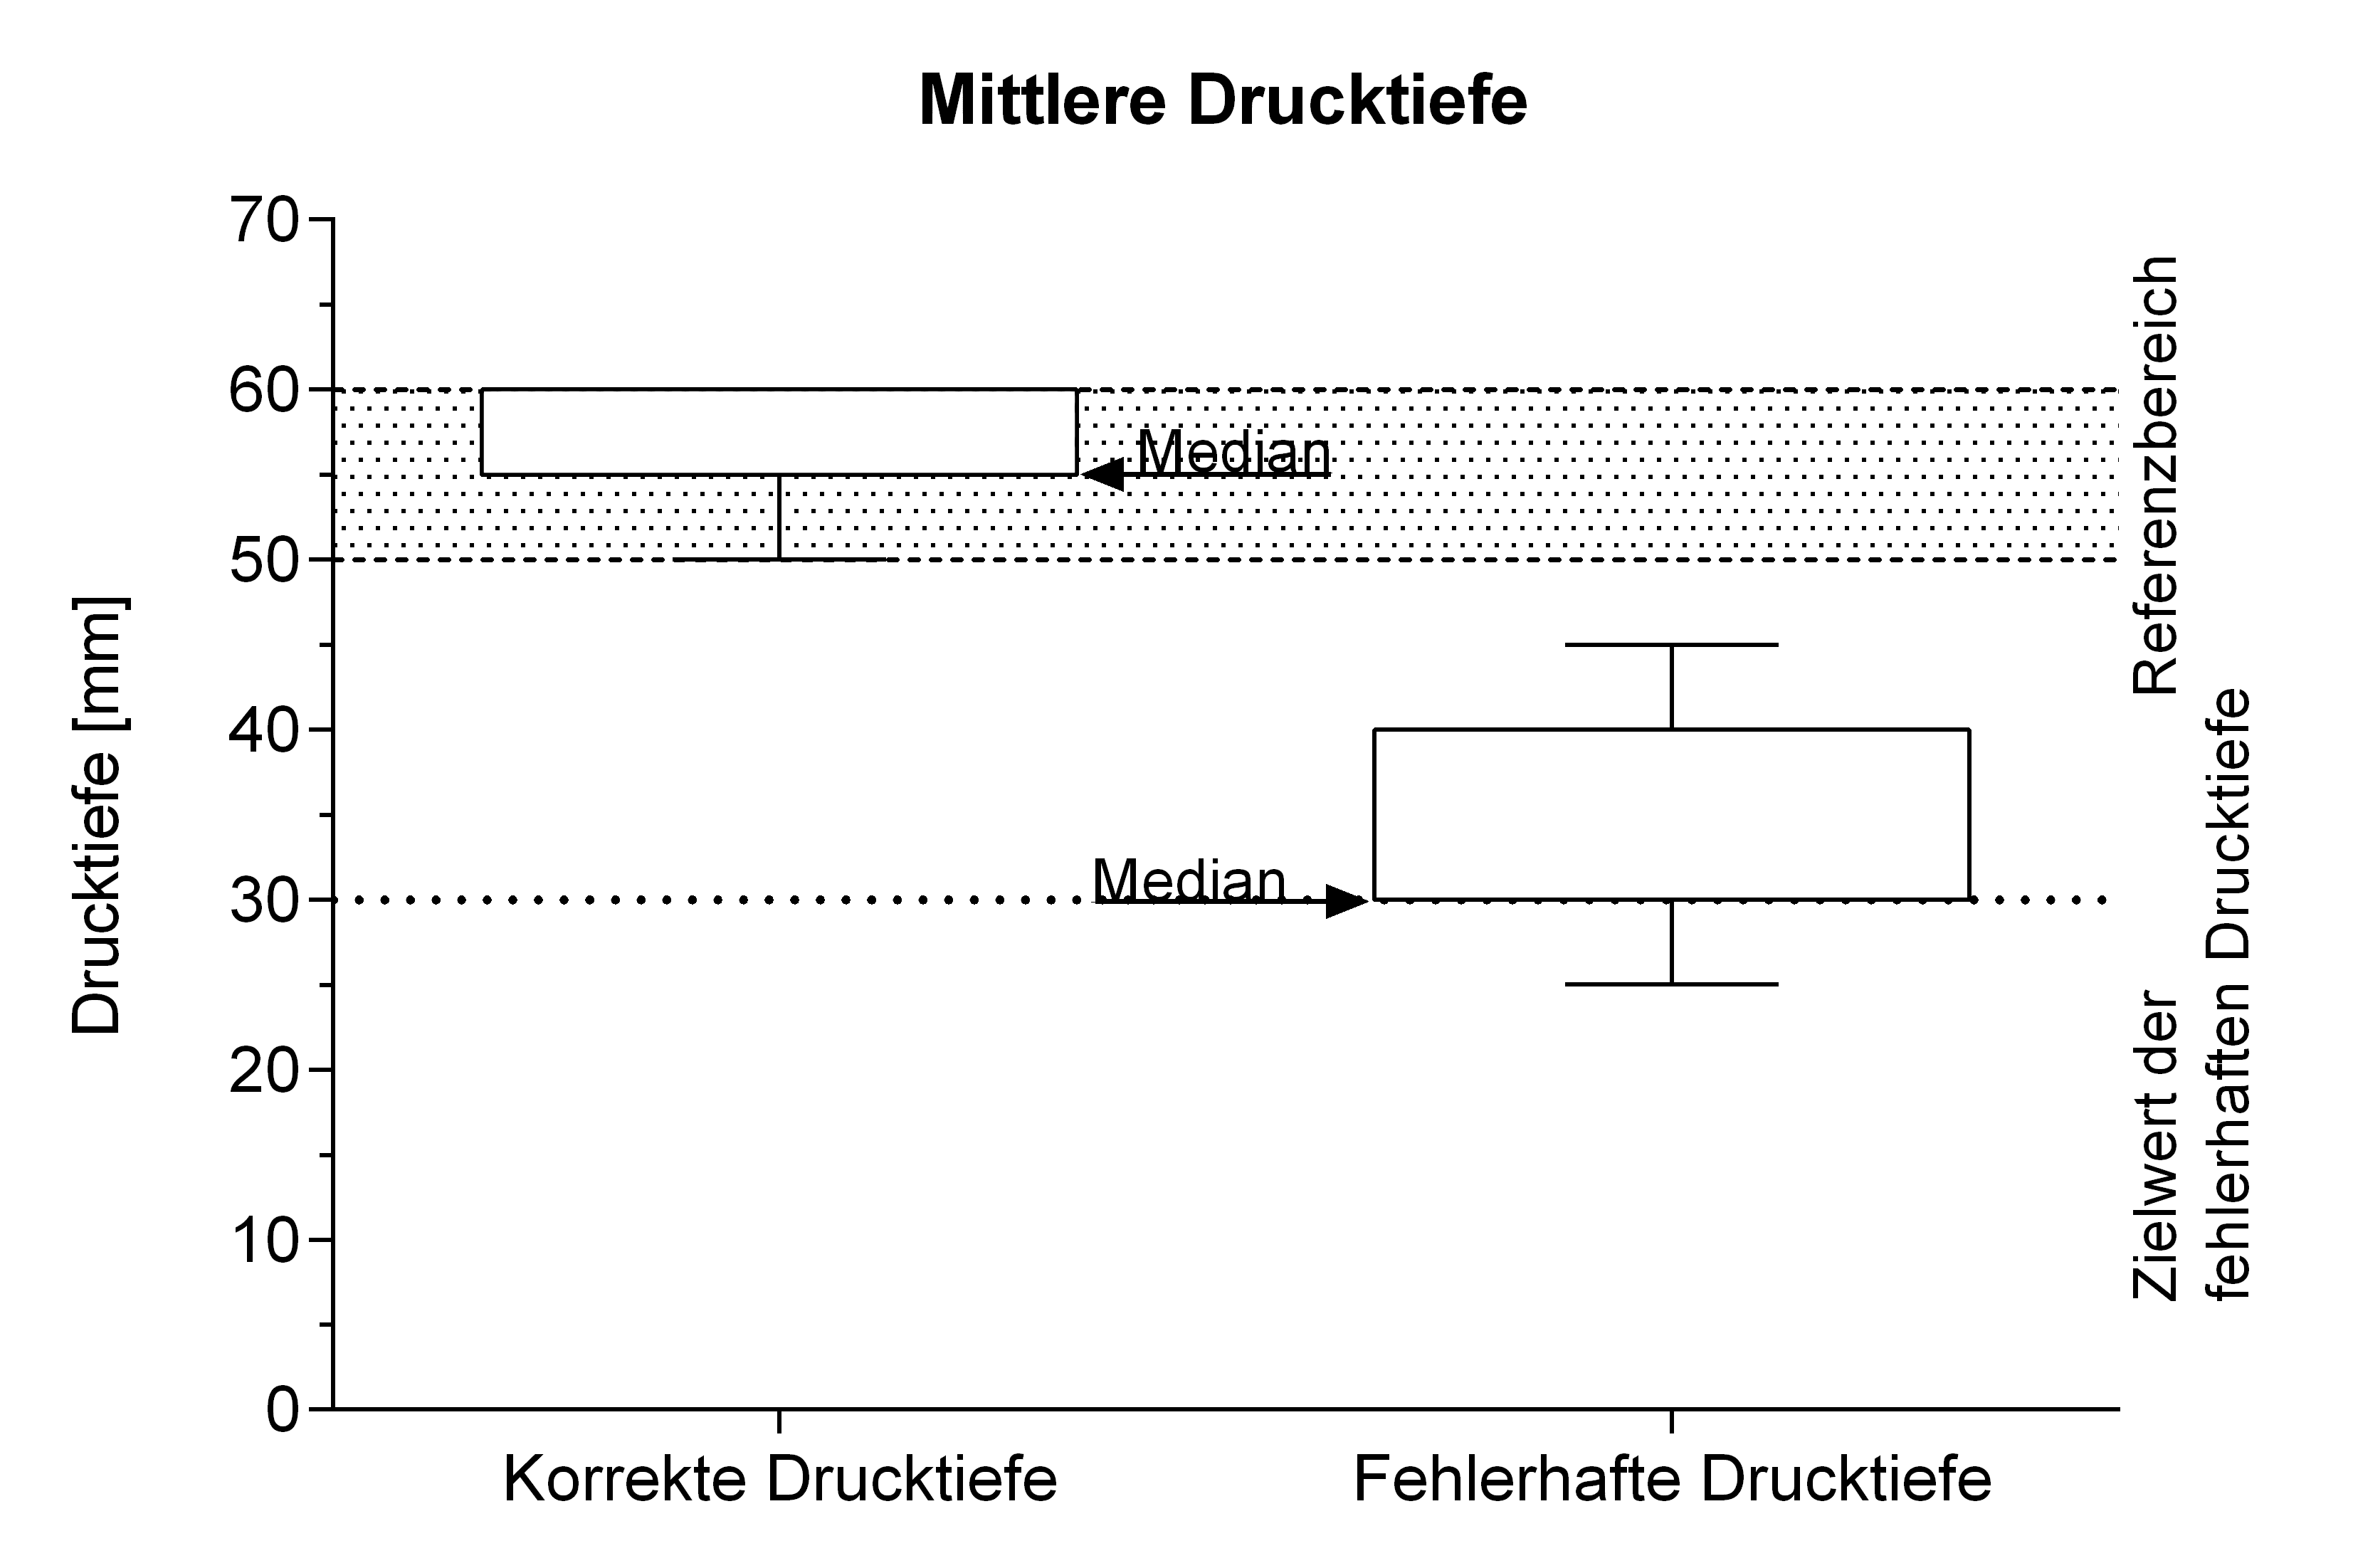 Mittlere Drucktiefe
Drucktiefe [mm]
70
60
50
40
30
20
10
0
Median
Median
Referenzbereich
Zielwert der
fehlerhaften Drucktiefe
Korrekte Drucktiefe
Fehlerhafte Drucktiefe